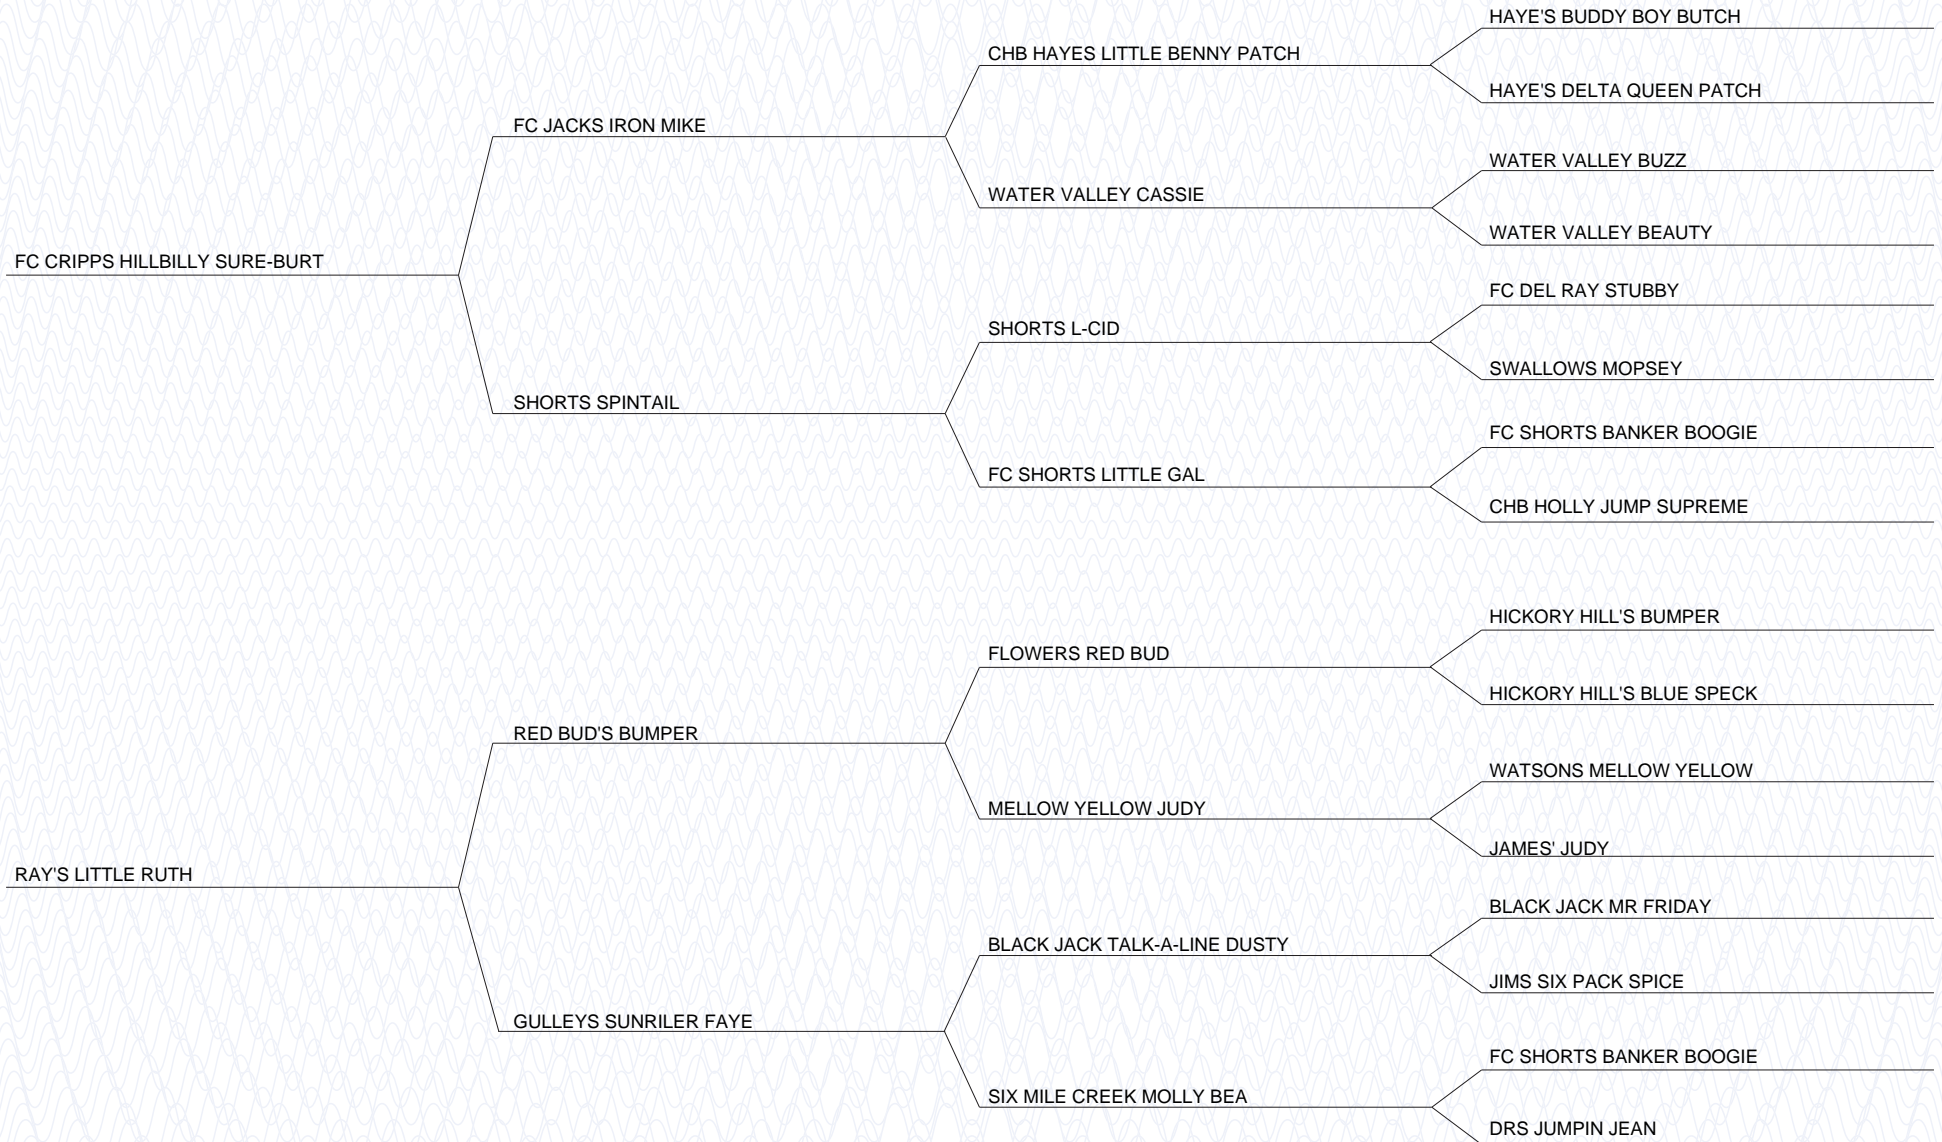 HAYE'S BUDDY BOY BUTCH
CHB HAYES LITTLE BENNY PATCH
HAYE'S DELTA QUEEN PATCH
FC JACKS IRON MIKE
WATER VALLEY BUZZ
WATER VALLEY CASSIE
WATER VALLEY BEAUTY
FC CRIPPS HILLBILLY SURE-BURT
FC DEL RAY STUBBY
SHORTS L-CID
SWALLOWS MOPSEY
SHORTS SPINTAIL
FC SHORTS BANKER BOOGIE
FC SHORTS LITTLE GAL
CHB HOLLY JUMP SUPREME
HICKORY HILL'S BUMPER
FLOWERS RED BUD
HICKORY HILL'S BLUE SPECK
RED BUD'S BUMPER
WATSONS MELLOW YELLOW
MELLOW YELLOW JUDY
JAMES' JUDY
RAY'S LITTLE RUTH
BLACK JACK MR FRIDAY
BLACK JACK TALK-A-LINE DUSTY
JIMS SIX PACK SPICE
GULLEYS SUNRILER FAYE
FC SHORTS BANKER BOOGIE
SIX MILE CREEK MOLLY BEA
DRS JUMPIN JEAN